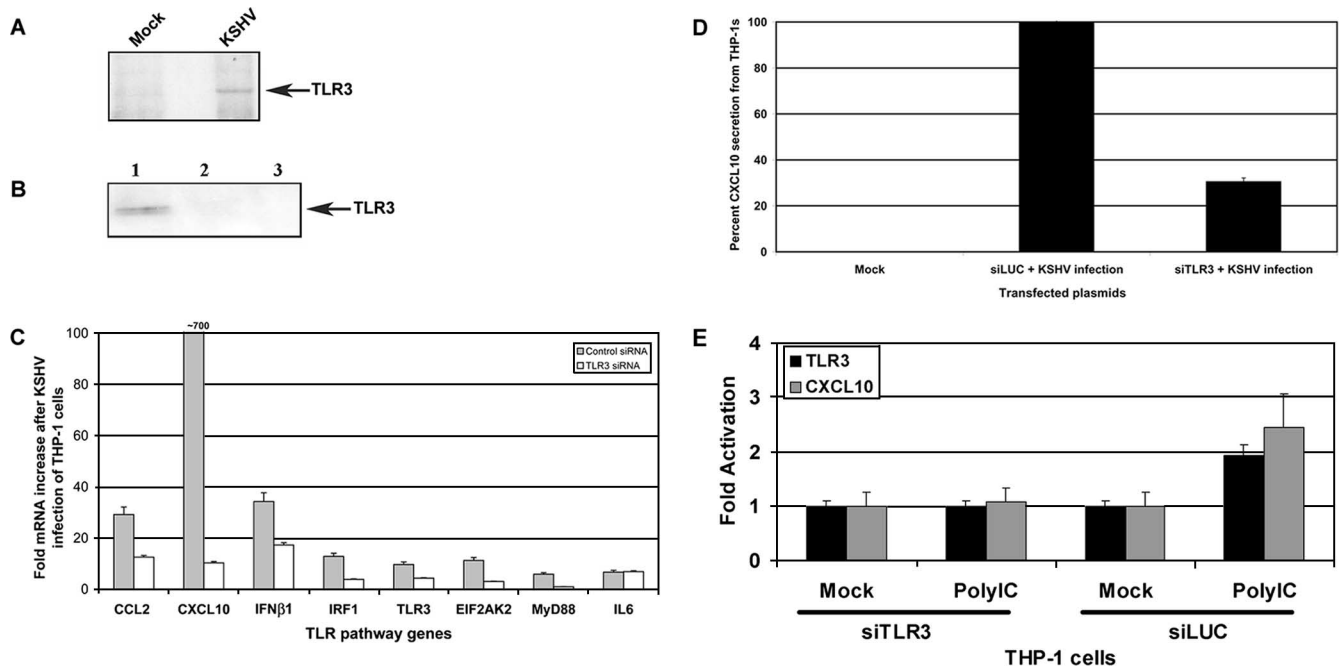 A
Mock KSHV
TLR3
B
1 2 3
TLR3
C
Fold mRNA increase after KSHV
infection of THP-1 cells
100
80
60
40
20
0
~700
Control siRNA
TLR3 siRNA
CCL2 CXCL10 IFNβ1 IRF1 TLR3 EIF2AK2 MyD88 IL6
TLR pathway genes
D
Percent CXCL10 secretion from THP-1s
100
80
60
40
20
0
Mock siLUC + KSHV infection siTLR3 + KSHV infection
Transfected plasmids
E
Fold Activation
4
3
2
1
0
TLR3
CXCL10
Mock PolyIC Mock PolyIC
siTLR3 siLUC
THP-1 cells